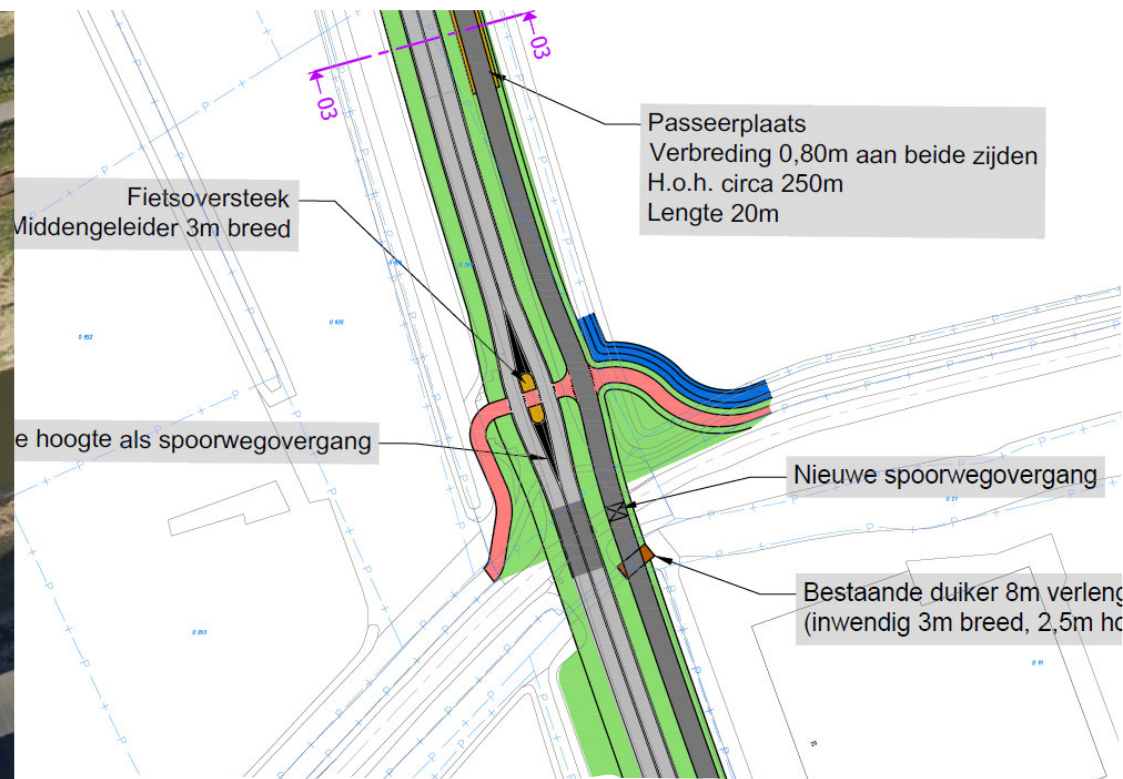 03
03
Passeerplaats
Verbreding 0,80m aan beide zijden
H.o.h. circa 250m
Lengte 20m
Fietsoversteek
Middengeleider 3m breed
e hoogte als spoorwegovergang
Nieuwe spoorwegovergang
Bestaande duiker 8m verleng
(inwendig 3m breed, 2,5m ho